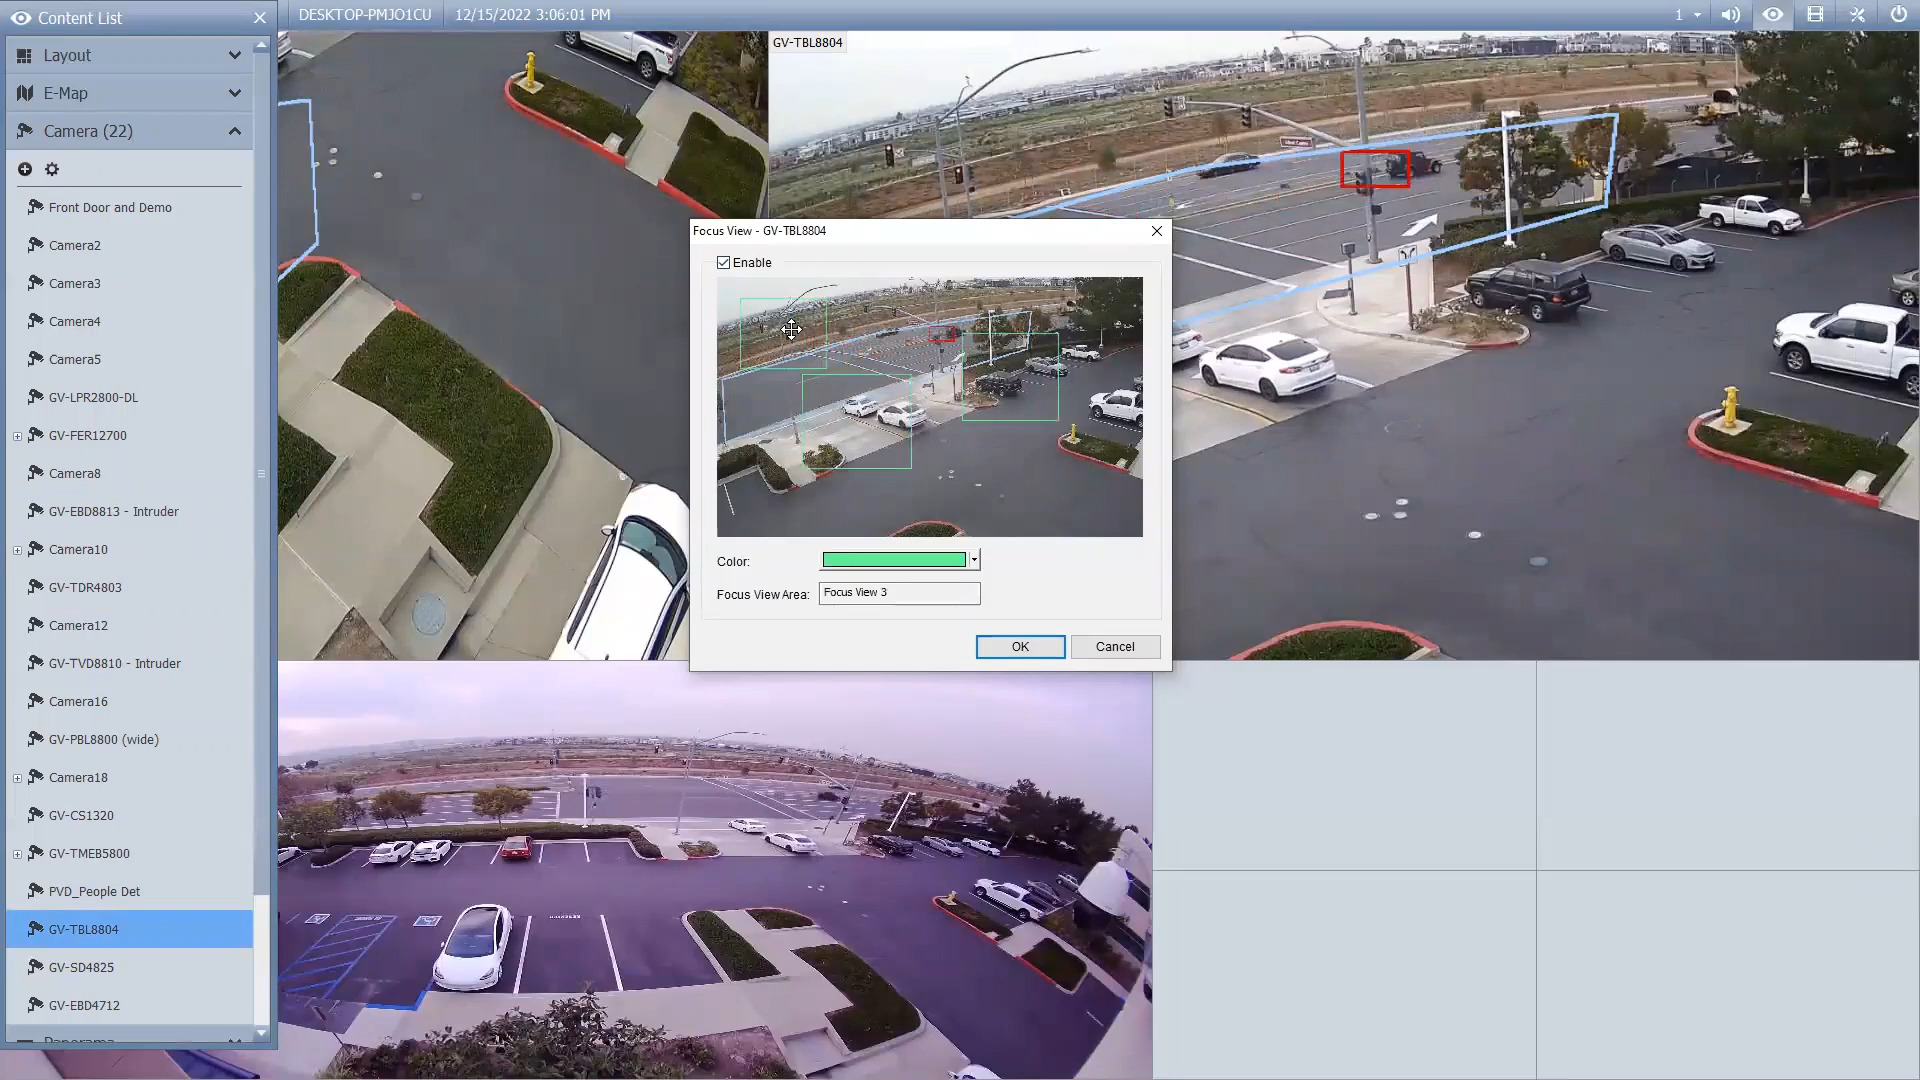 Content List
DESKTOP-PMJO1CU
12/15/2022 3:06:01 PM
1
Layout
E-Map
Camera (22)
Front Door and Demo
Camera2
Camera3
Camera4
Camera5
GV-LPR2800-DL
GV-FER12700
Camera8
GV-EBD8813 - Intruder
Camera10
GV-TDR4803
Camera12
GV-TVD8810 - Intruder
Camera16
GV-PBL8800 (wide)
Camera18
GV-CS1320
GV-TMEB5800
PVD_People Det
GV-TBL8804
GV-SD4825
GV-EBD4712
Panorama
GV-TBL8804
Focus View - GV-TBL8804
Enable
Color:
Focus View Area:
Focus View 3
OK
Cancel